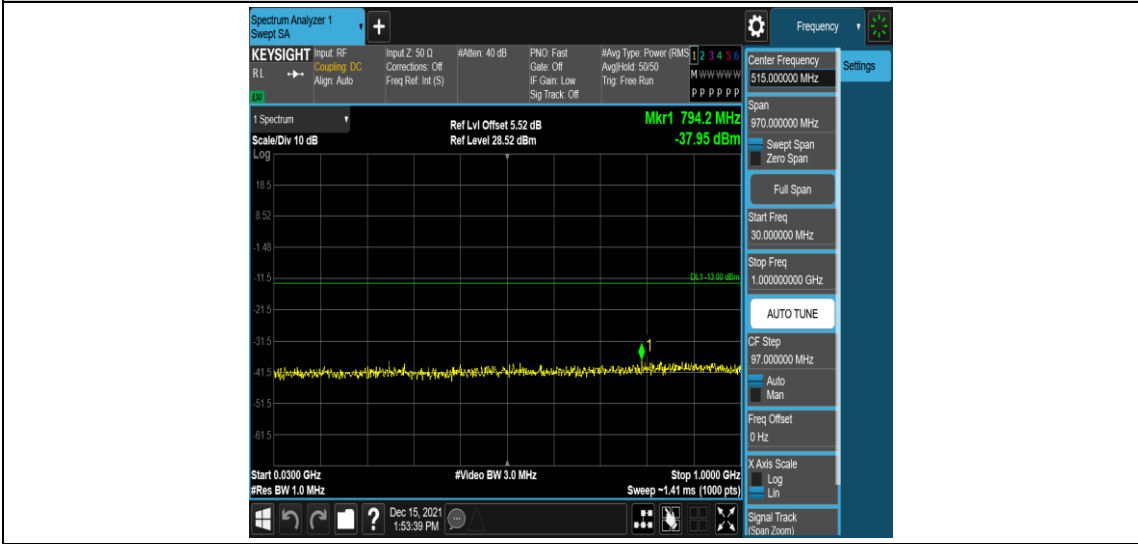 Spectrum Analyzer 1
Swept SA
+
Frequency
KEYSIGHT
R L
Input: RF
Coupling: DC
Align: Auto
Input Z: 50 Ω
Corrections: Off
Freq Ref: Int (S)
#Atten: 40 dB
PNO: Fast
Gate: Off
IF Gain: Low
Sig Track: Off
#Avg Type: Power (RMS
Avg|Hold: 50/50
Trig: Free Run
1 2 3 4 5 6
M W W W W W
P P P P P P
1 Spectrum
Scale/Div 10 dB
Log
Ref Lvl Offset 5.52 dB
Ref Level 28.52 dBm
Mkr1 794.2 MHz
-37.95 dBm
18.5
8.52
-1.48
-11.5
DL1 -13.00 dBm
-21.5
-31.5
1
-41.5
-51.5
-61.5
Start 0.0300 GHz
#Res BW 1.0 MHz
#Video BW 3.0 MHz
Stop 1.0000 GHz
Sweep ~1.41 ms (1000 pts)
?
Dec 15, 2021
1:53:39 PM
Center Frequency
515.000000 MHz
Settings
Span
970.000000 MHz
Swept Span
Zero Span
Full Span
Start Freq
30.000000 MHz
Stop Freq
1.000000000 GHz
AUTO TUNE
CF Step
97.000000 MHz
Auto
Man
Freq Offset
0 Hz
X Axis Scale
Log
Lin
Signal Track
(Span Zoom)